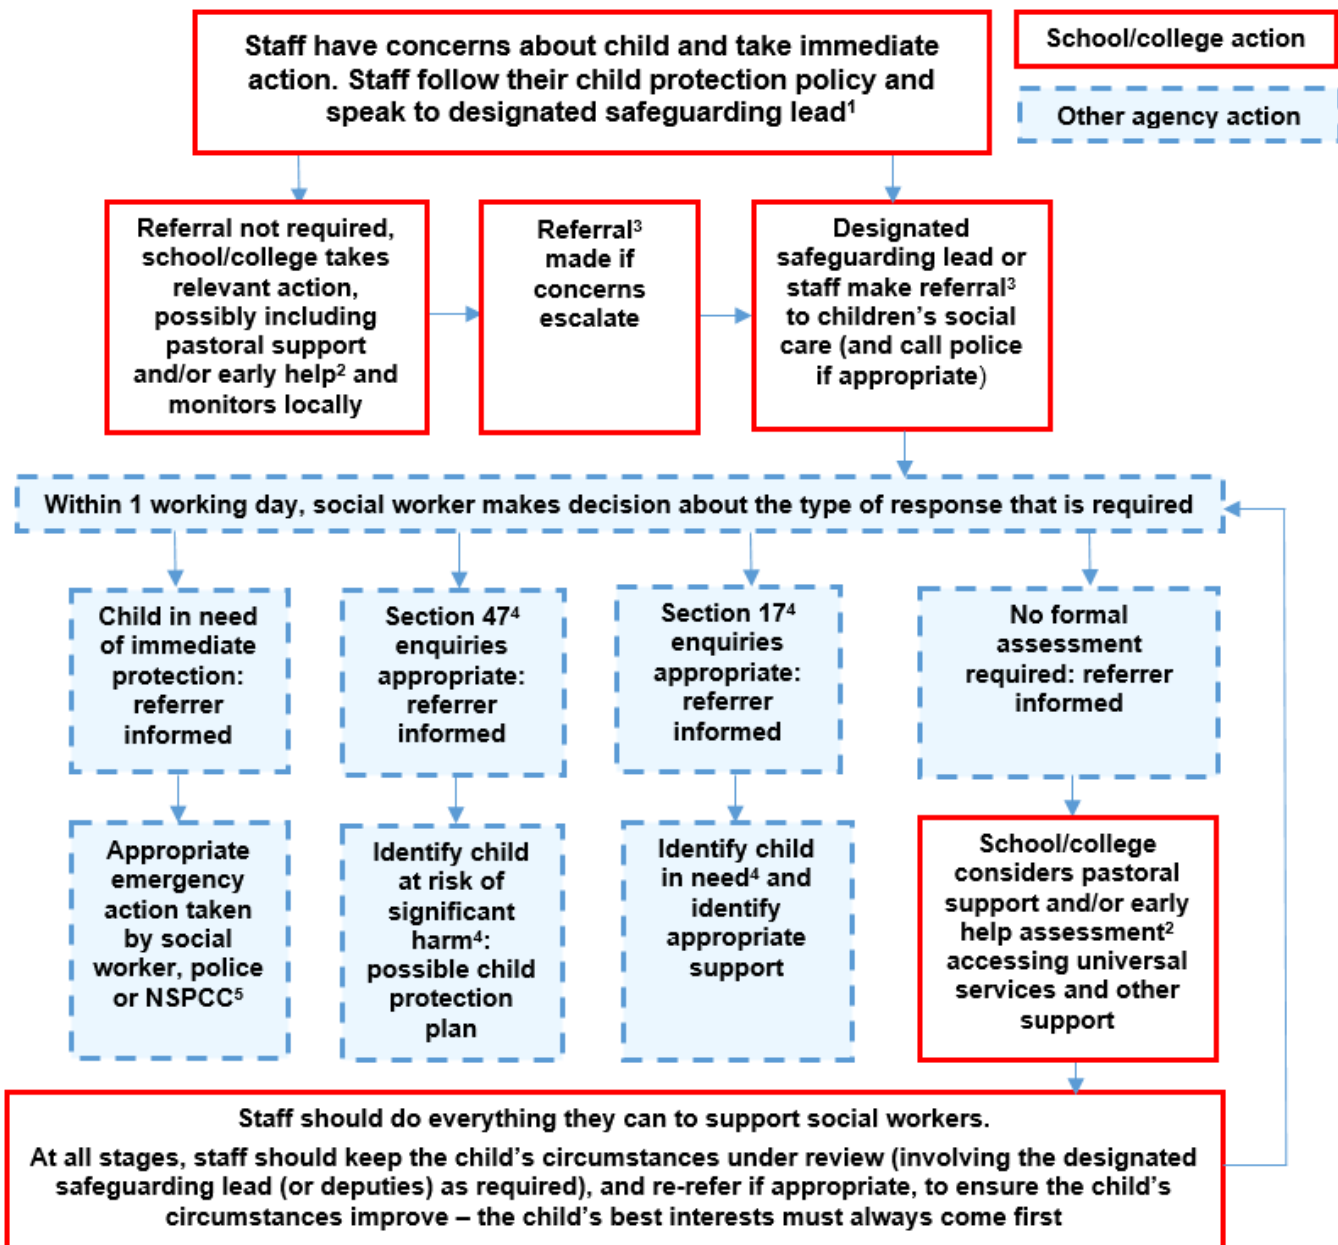 Staff have concerns about child and take immediate
action. Staff follow their child protection policy and
speak to designated safeguarding lead¹
School/college action
Other agency action
Referral not required,
school/college takes
relevant action,
possibly including
pastoral support
and/or early help² and
monitors locally
Referral³
made if
concerns
escalate
Designated
safeguarding lead or
staff make referral³
to children’s social
care (and call police
if appropriate)
Within 1 working day, social worker makes decision about the type of response that is required
Child in need
of immediate
protection:
referrer
informed
Section 47⁴
enquiries
appropriate:
referrer
informed
Section 17⁴
enquiries
appropriate:
referrer
informed
No formal
assessment
required: referrer
informed
Appropriate
emergency
action taken
by social
worker, police
or NSPCC⁵
Identify child
at risk of
significant
harm⁴:
possible child
protection
plan
Identify child
in need⁴ and
identify
appropriate
support
School/college
considers pastoral
support and/or early
help assessment²
accessing universal
services and other
support
Staff should do everything they can to support social workers.
At all stages, staff should keep the child’s circumstances under review (involving the designated
safeguarding lead (or deputies) as required), and re-refer if appropriate, to ensure the child’s
circumstances improve – the child’s best interests must always come first